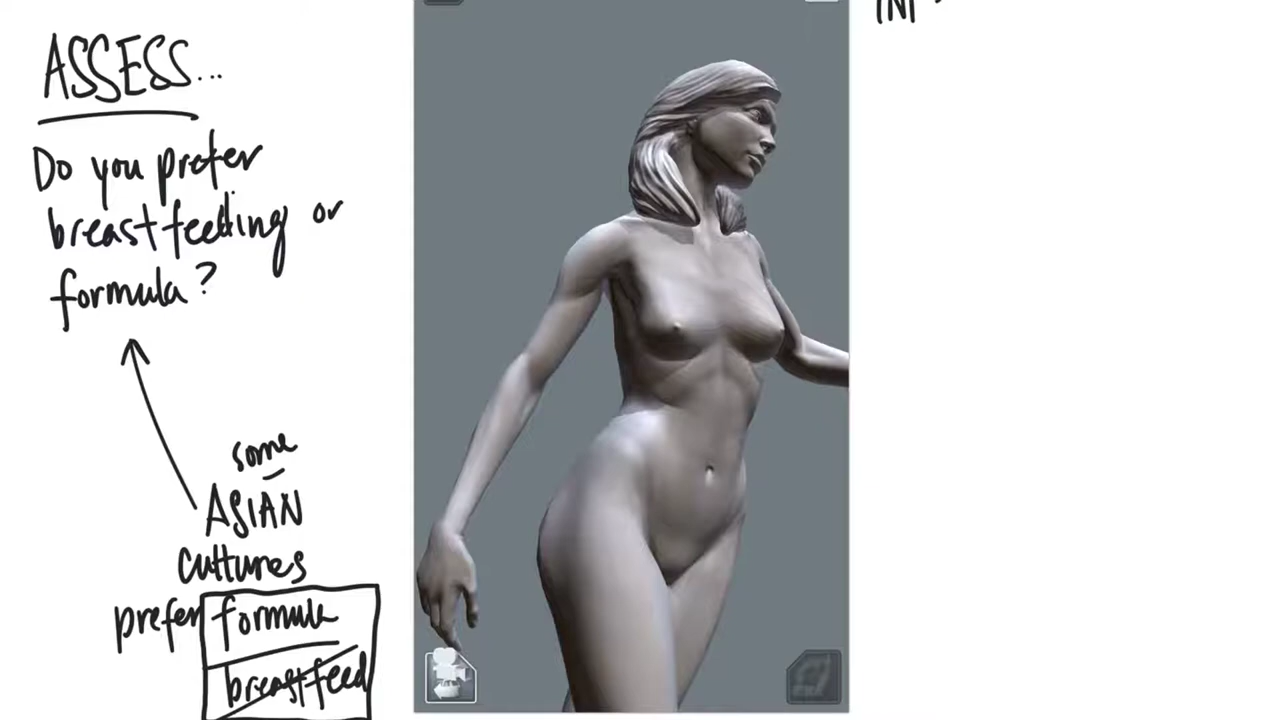 ASSESS...
Do you prefer
breastfeeding or
formula?
some
ASIAN
cultures
prefer formula
breastfeed